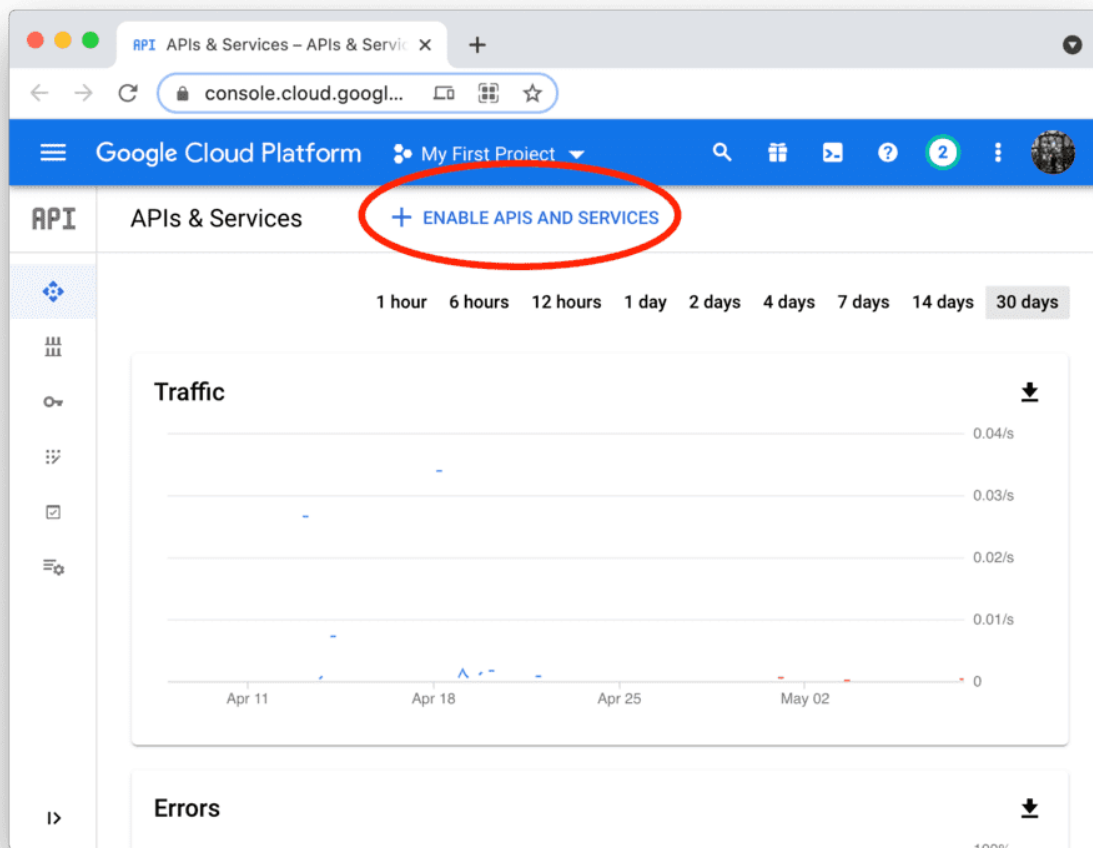 API APIs & Services – APIs & Servic
console.cloud.googl...
Google Cloud Platform My First Project 2
API APIs & Services + ENABLE APIS AND SERVICES
1 hour 6 hours 12 hours 1 day 2 days 4 days 7 days 14 days 30 days
Traffic
0.04/s
0.03/s
0.02/s
0.01/s
0
Apr 11 Apr 18 Apr 25 May 02
Errors
100%